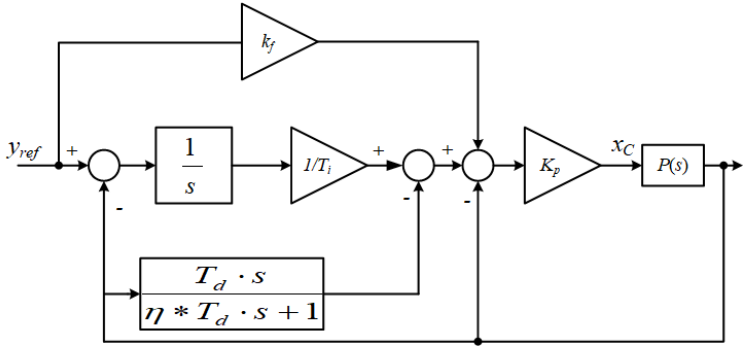 k_f
y_ref
+
1/s
1/T_i
+
+
K_p
x_C
P(s)
-
-
-
T_d · s
η * T_d · s + 1